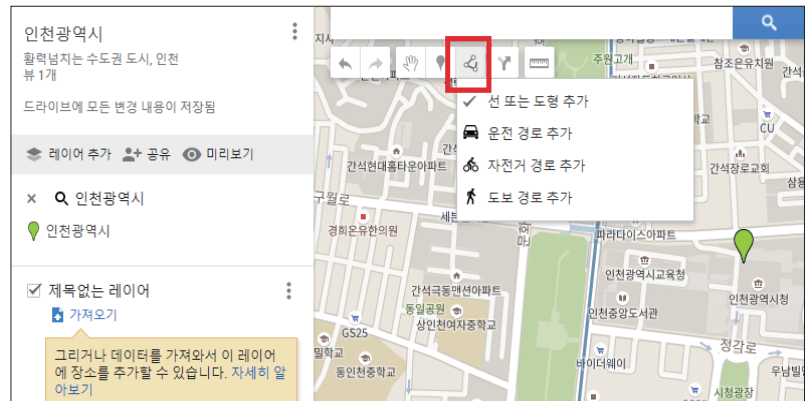 인천광역시
활력넘치는 수도권 도시, 인천
뷰 1개
드라이브에 모든 변경 내용이 저장됨
레이어 추가 공유 미리보기
인천광역시
인천광역시
제목없는 레이어
가져오기
그리거나 데이터를 가져와서 이 레이어
에 장소를 추가할 수 있습니다. 자세히 알
아보기
선 또는 도형 추가
운전 경로 추가
자전거 경로 추가
도보 경로 추가
주원고개
참조은유치원
간석
CU
간석현대홈타운아파트
간석장로교회
구월로
경희온유한의원
문화
파라다이스아파트
인천광역시교육청
인천광역시청
간석극동앤션아파트
동일공원
상인천여자중학교
인천중앙도서관
GS25
정각로
동인천중학교
바이더웨이
우남빌
시청광장